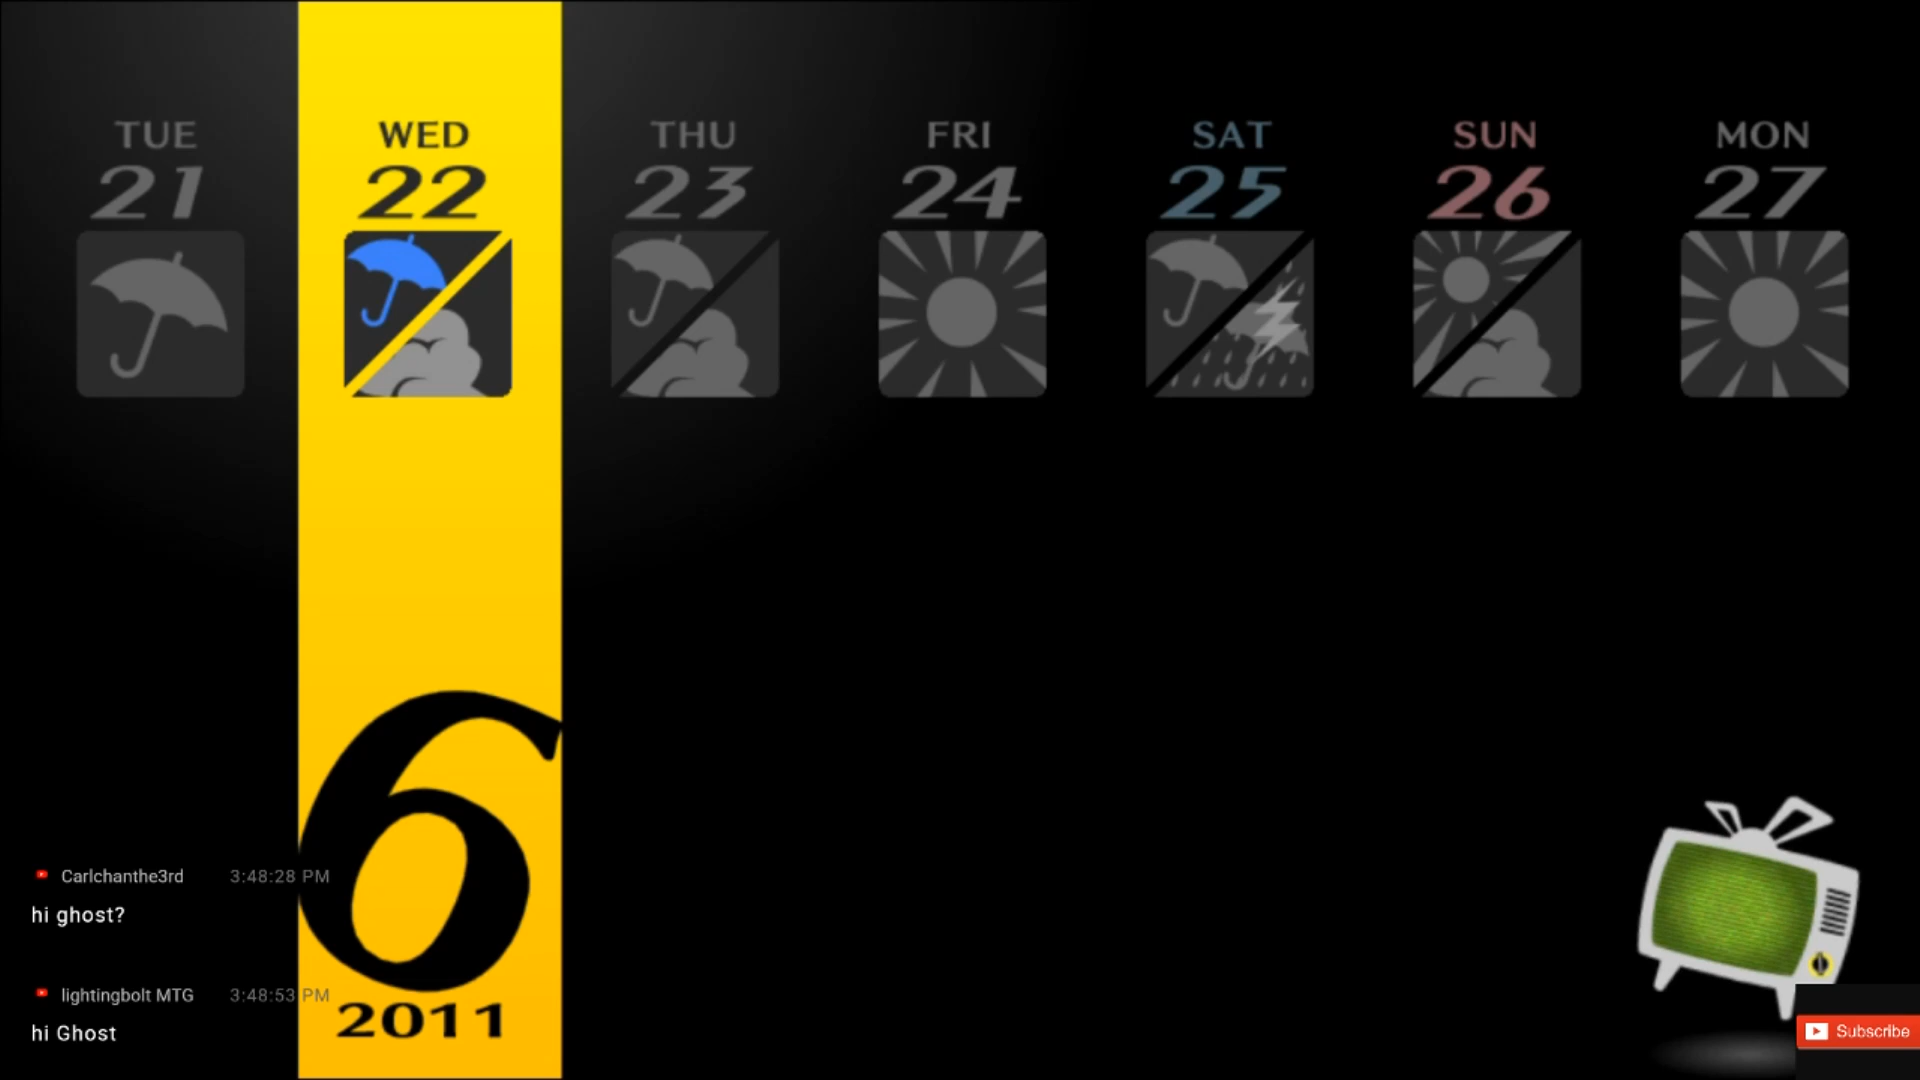 TUE
21
WED
22
THU
23
FRI
24
SAT
25
SUN
26
MON
27
6
2011
Carlchanthe3rd 3:48:28 PM
hi ghost?
lightingbolt MTG 3:48:53 PM
hi Ghost
Subscribe